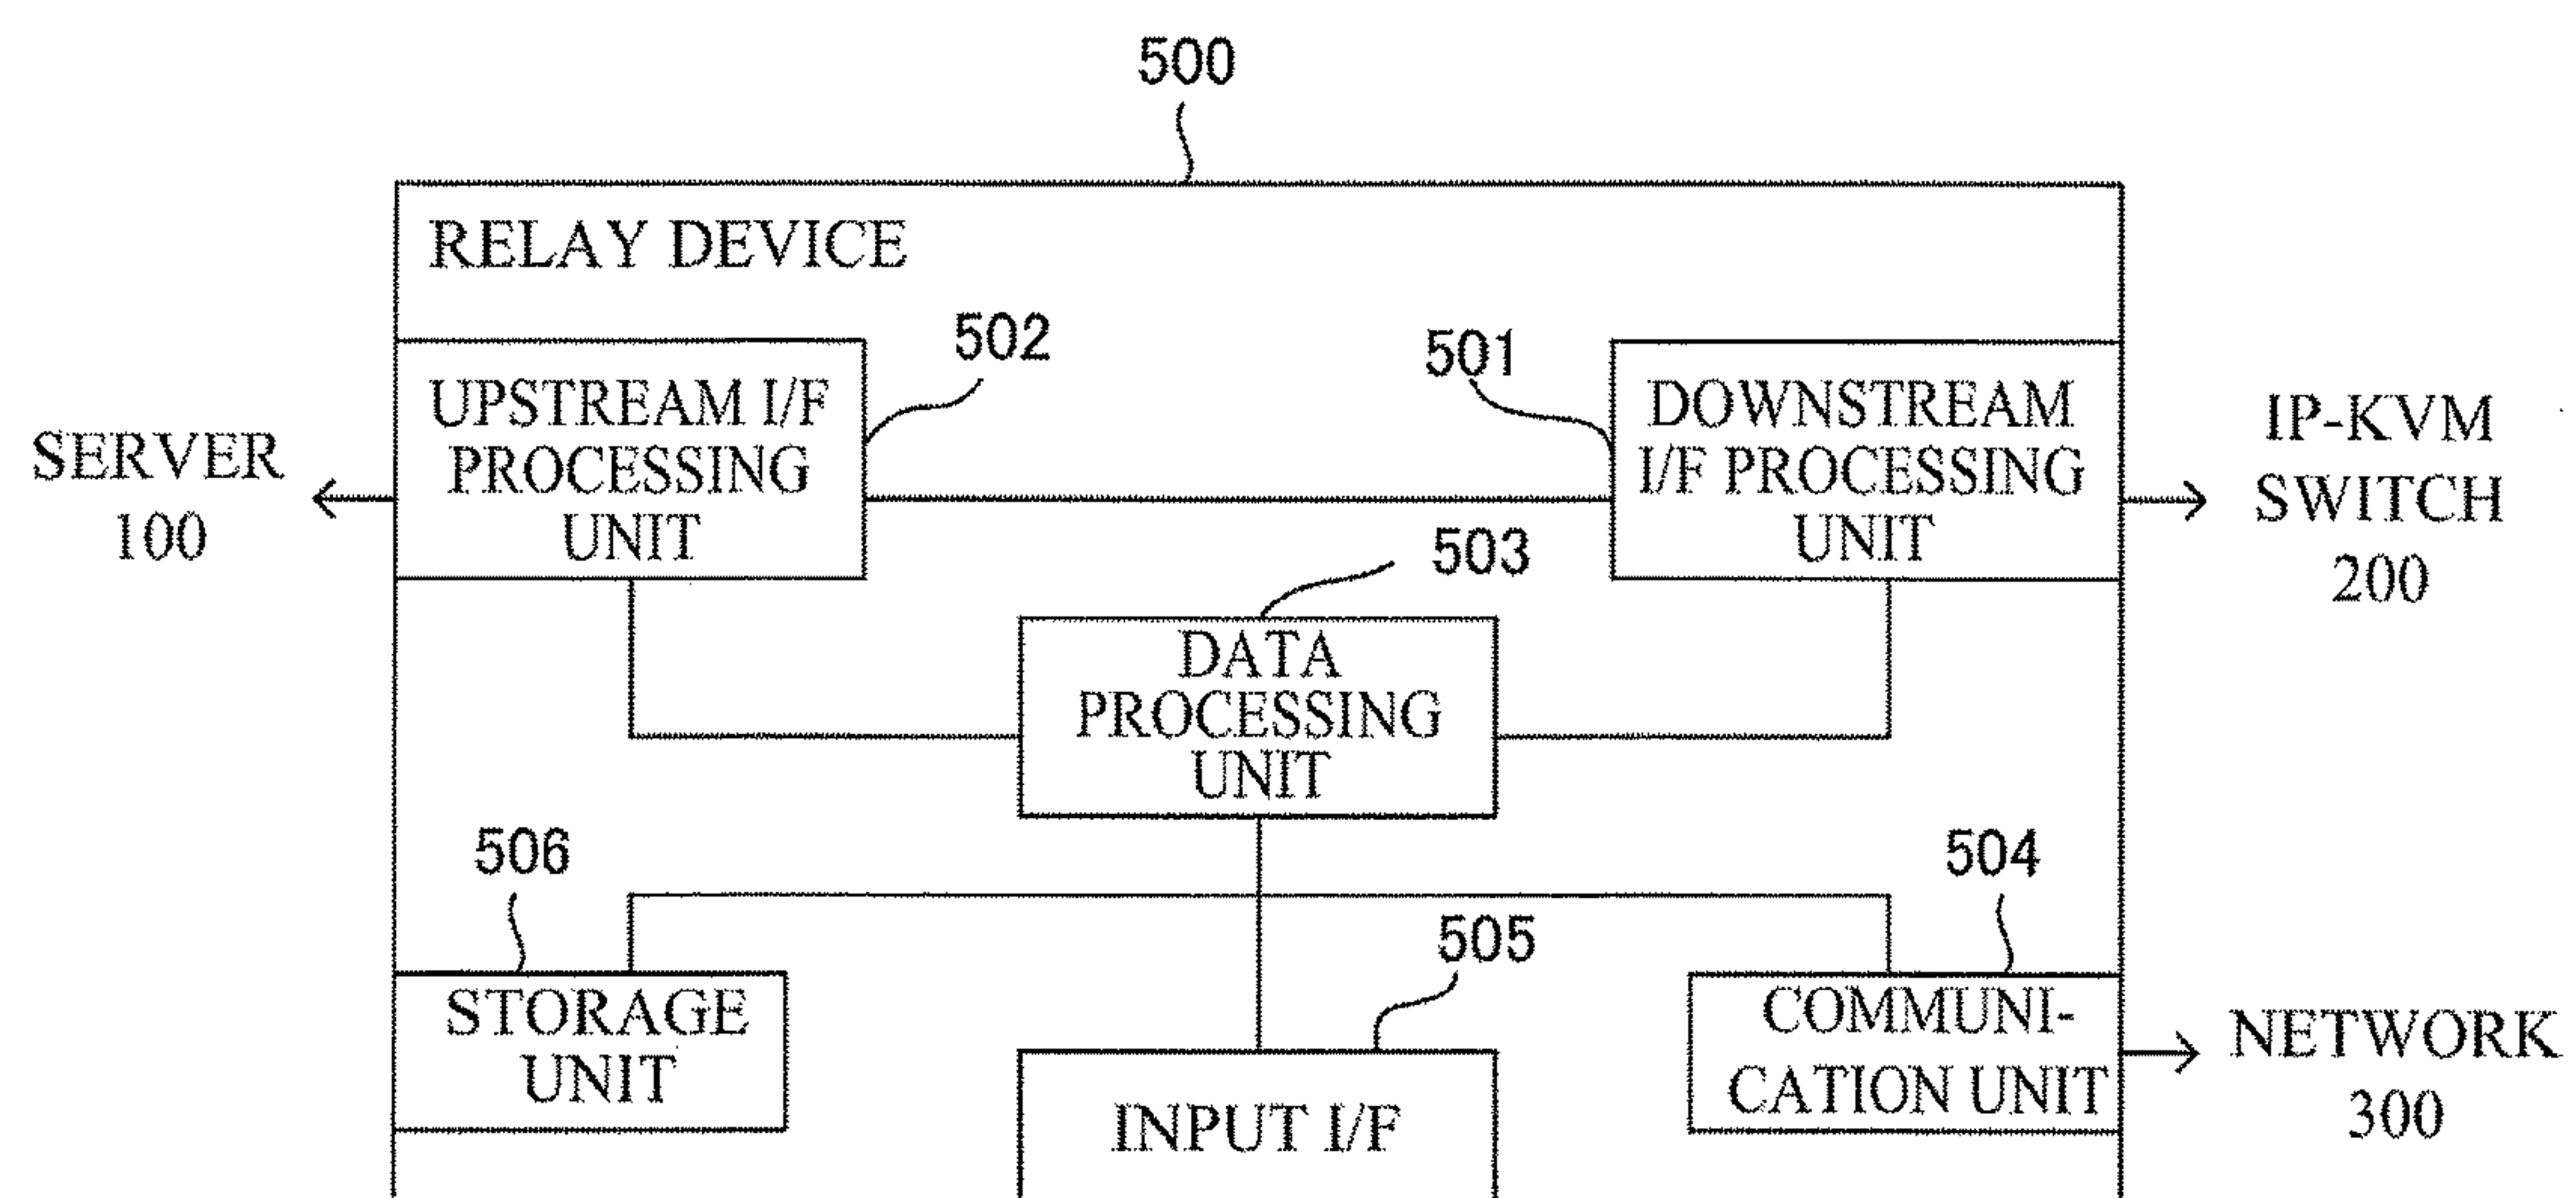 500
RELAY DEVICE
502
501
UPSTREAM I/F
PROCESSING
UNIT
DOWNSTREAM
I/F PROCESSING
UNIT
SERVER
100
IP-KVM
SWITCH
200
503
DATA
PROCESSING
UNIT
506
504
505
STORAGE
UNIT
COMMUNI-
CATION UNIT
INPUT I/F
NETWORK
300